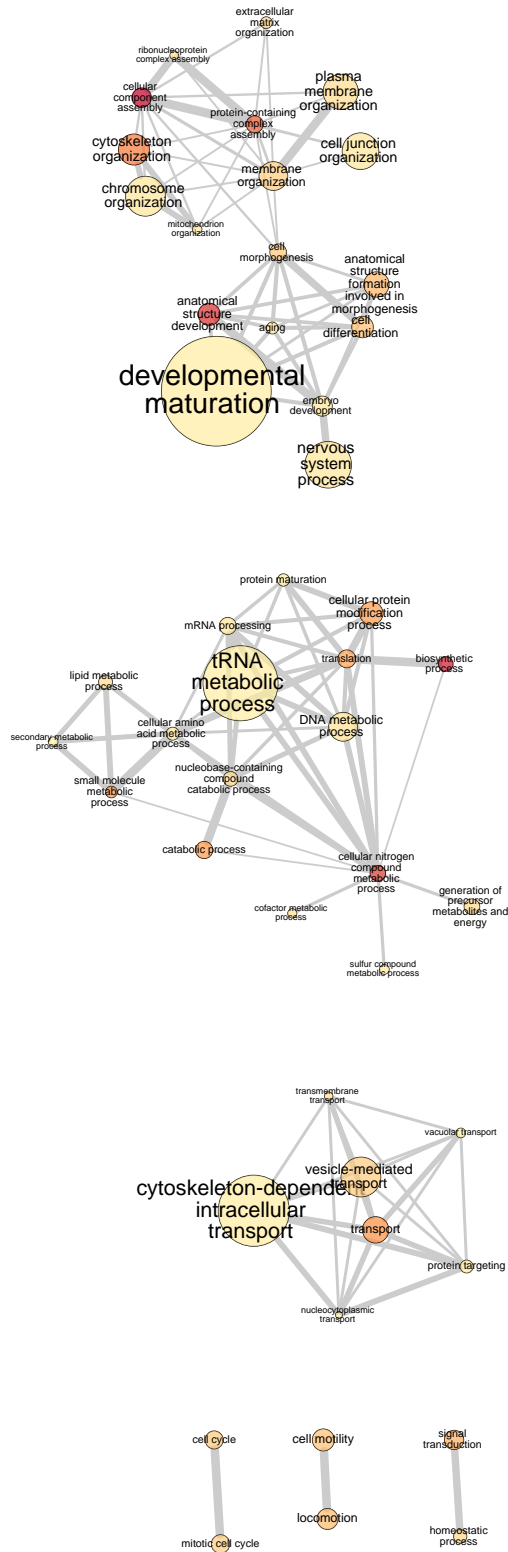 extracellular
matrix
organization
ribonucleoprotein
complex assembly
plasma
membrane
organization
cellular
component
assembly
protein-containing
complex
assembly
cytoskeleton
organization
cell junction
organization
membrane
organization
chromosome
organization
mitochondrion
organization
cell
morphogenesis
anatomical
structure
formation
involved in
morphogenesis
anatomical
structure
development
aging
cell
differentiation
developmental
maturation
embryo
development
nervous
system
process
protein maturation
cellular protein
modification
process
mRNA processing
tRNA
metabolic
process
translation
biosynthetic
process
lipid metabolic
process
DNA metabolic
process
cellular amino
acid metabolic
process
secondary metabolic
process
nucleobase-containing
compound
catabolic process
small molecule
metabolic
process
catabolic process
cellular nitrogen
compound
metabolic
process
generation of
precursor
metabolites and
energy
cofactor metabolic
process
sulfur compound
metabolic process
transmembrane
transport
vacuolar transport
vesicle-mediated
transport
cytoskeleton-dependent
intracellular
transport
transport
protein targeting
nucleocytoplasmic
transport
cell cycle
cell motility
signal
transduction
locomotion
mitotic cell cycle
homeostatic
process